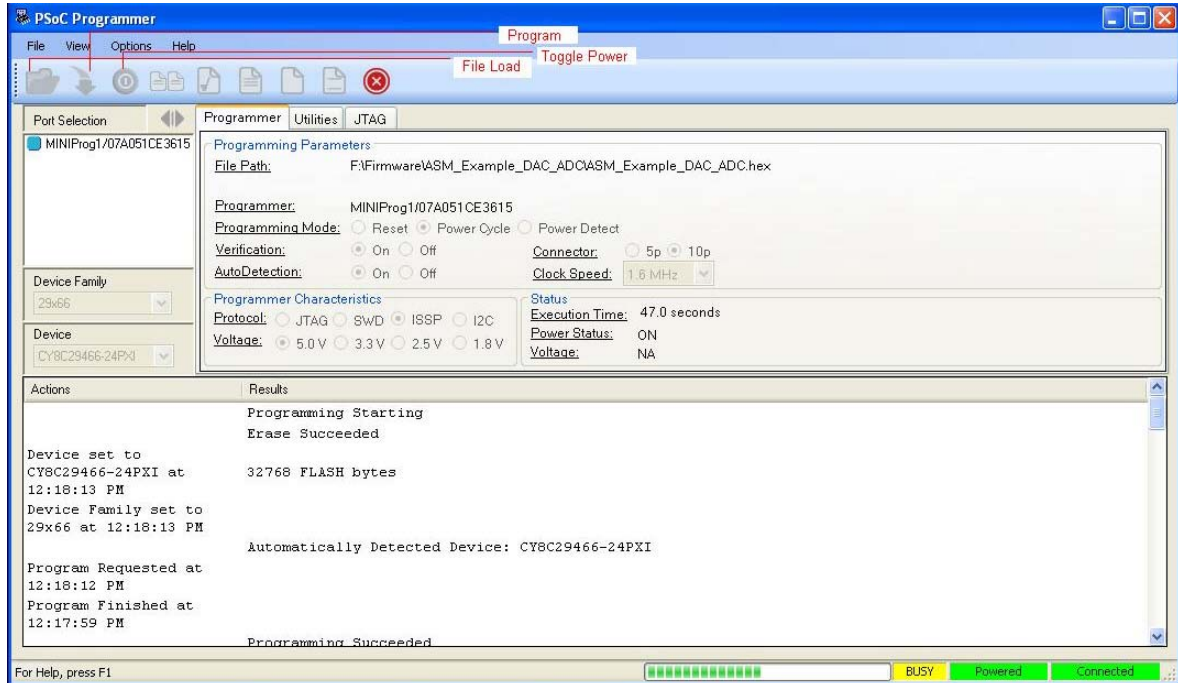 PSoC Programmer
File View Options Help
Program
Toggle Power
File Load
Port Selection
Programmer Utilities JTAG
MINIProg1/07A051CE3615
Programming Parameters
File Path: F:\Firmware\ASM_Example_DAC_ADC\ASM_Example_DAC_ADC.hex
Programmer: MINIProg1/07A051CE3615
Programming Mode: Reset Power Cycle Power Detect
Verification: On Off Connector: 5p 10p
AutoDetection: On Off Clock Speed: 1.6 MHz
Device Family
29x66
Device
CY8C29466-24PXI
Programmer Characteristics
Protocol: JTAG SWD ISSP I2C
Voltage: 5.0 V 3.3 V 2.5 V 1.8 V
Status
Execution Time: 47.0 seconds
Power Status: ON
Voltage: NA
Actions Results
Programming Starting
Erase Succeeded
Device set to
CY8C29466-24PXI at 32768 FLASH bytes
12:18:13 PM
Device Family set to
29x66 at 12:18:13 PM
Automatically Detected Device: CY8C29466-24PXI
Program Requested at
12:18:12 PM
Program Finished at
12:17:59 PM
Programming Succeeded
For Help, press F1 BUSY Powered Connected